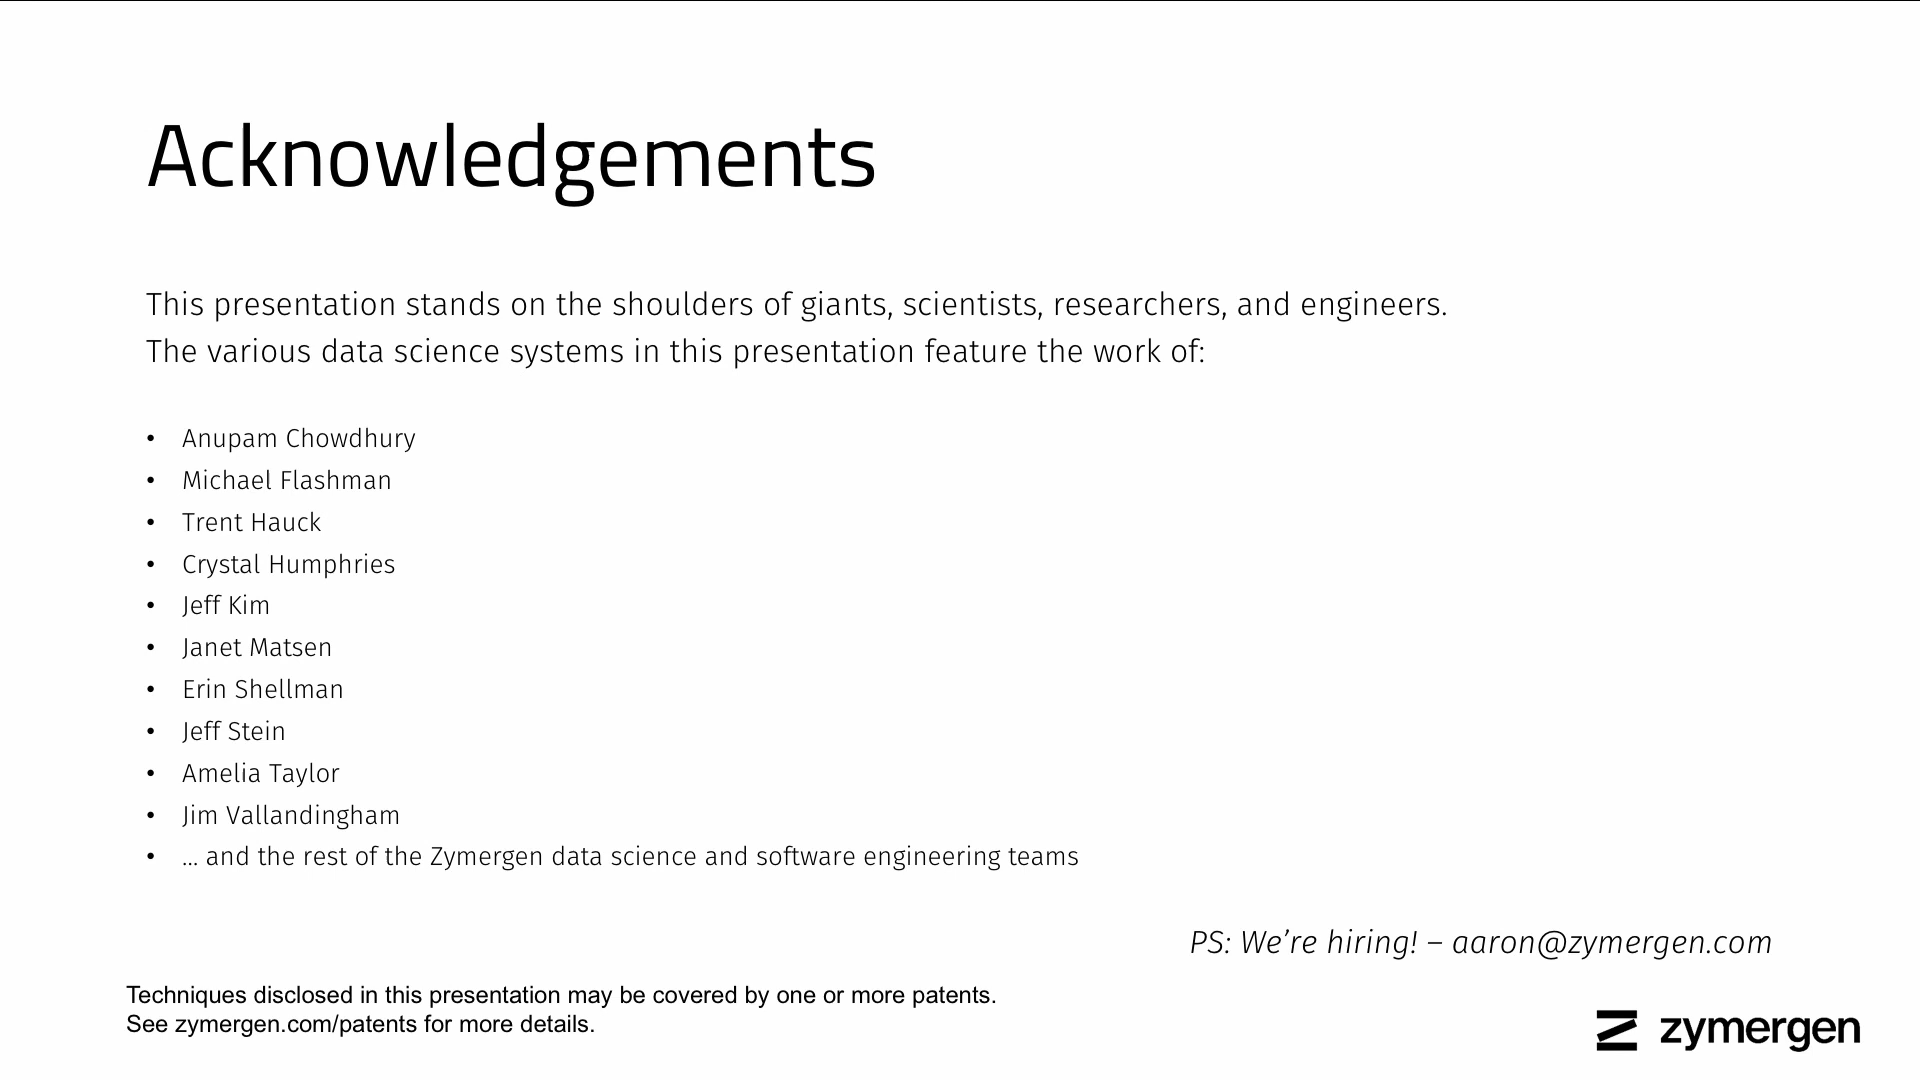 Acknowledgements
This presentation stands on the shoulders of giants, scientists, researchers, and engineers.
The various data science systems in this presentation feature the work of:
• Anupam Chowdhury
• Michael Flashman
• Trent Hauck
• Crystal Humphries
• Jeff Kim
• Janet Matsen
• Erin Shellman
• Jeff Stein
• Amelia Taylor
• Jim Vallandingham
• ... and the rest of the Zymergen data science and software engineering teams
PS: We’re hiring! – aaron@zymergen.com
Techniques disclosed in this presentation may be covered by one or more patents.
See zymergen.com/patents for more details.
zymergen